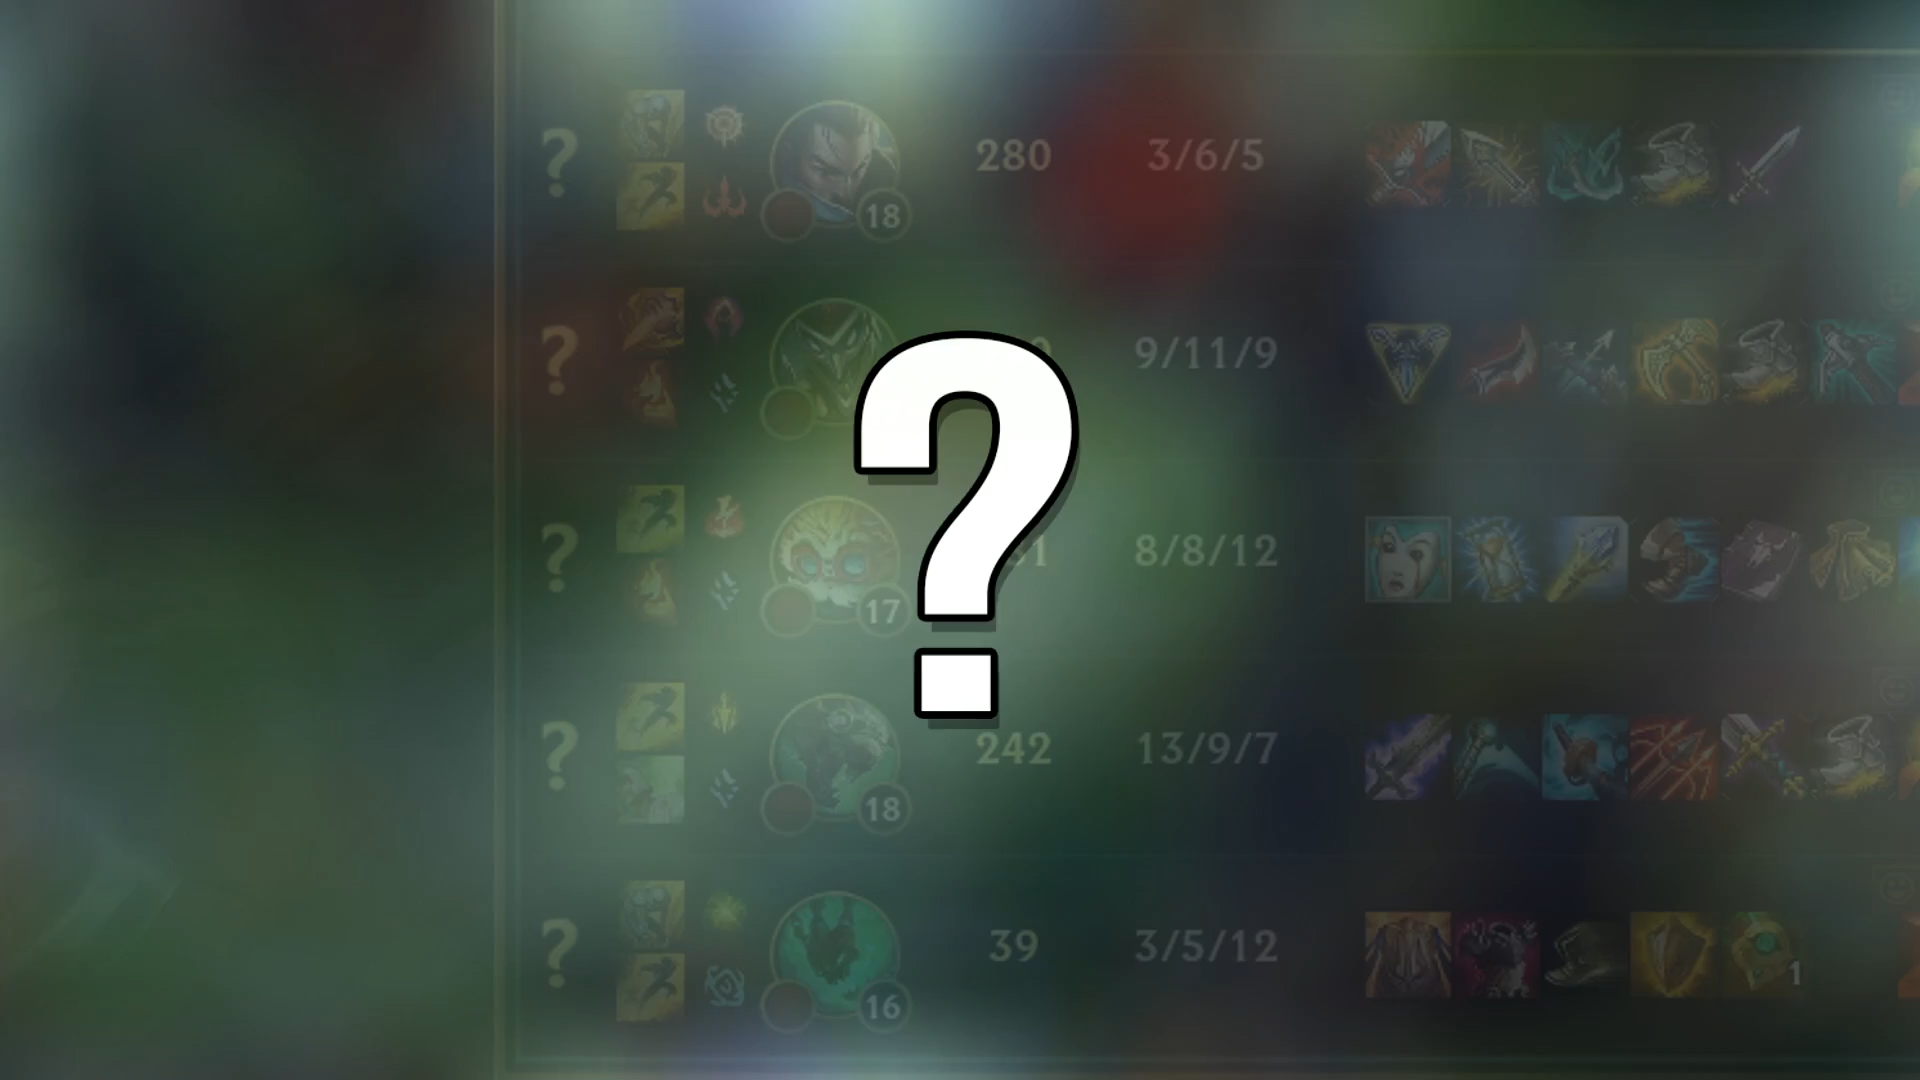 ? 280 3/6/5
18
? 9/11/9
? 8/8/12
17
?
? 242 13/9/7
18
? 39 3/5/12
1
16